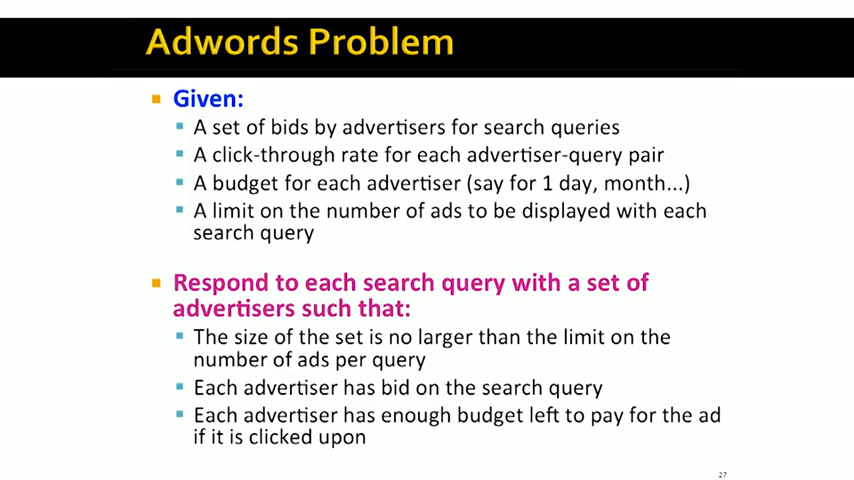 Adwords Problem
Given:
A set of bids by advertisers for search queries
A click-through rate for each advertiser-query pair
A budget for each advertiser (say for 1 day, month...)
A limit on the number of ads to be displayed with each
search query
Respond to each search query with a set of
advertisers such that:
The size of the set is no larger than the limit on the
number of ads per query
Each advertiser has bid on the search query
Each advertiser has enough budget left to pay for the ad
if it is clicked upon
27